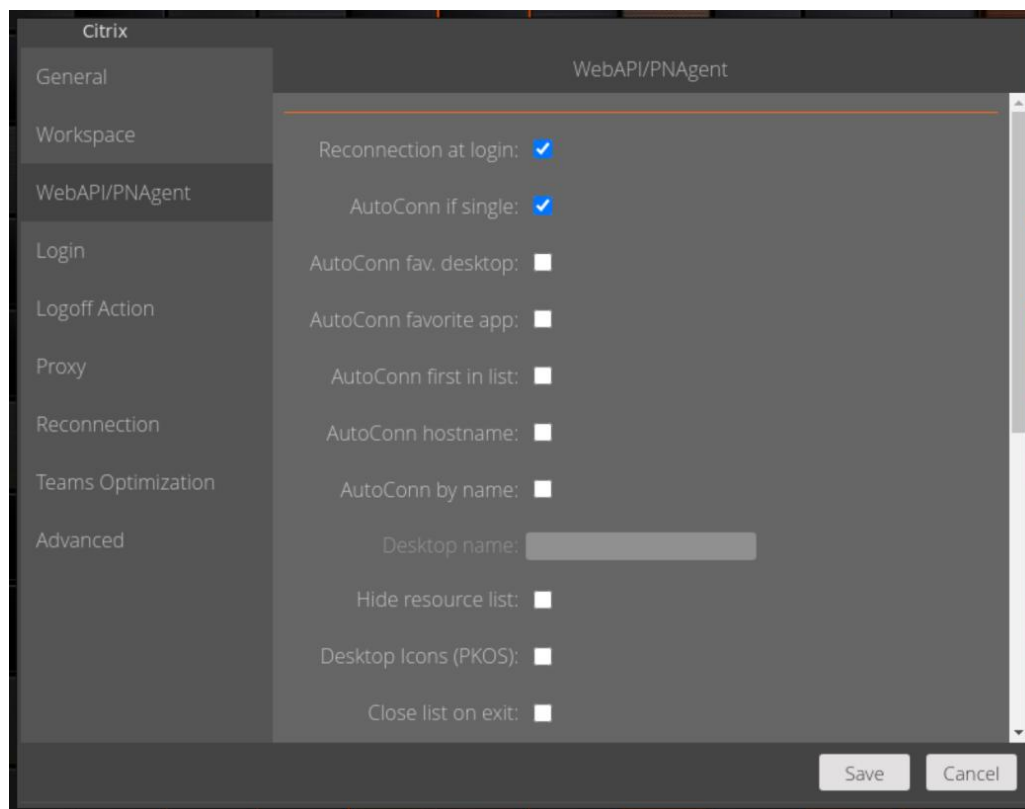 Citrix
General
Workspace
WebAPI/PNAgent
Login
Logoff Action
Proxy
Reconnection
Teams Optimization
Advanced
WebAPI/PNAgent
Reconnection at login:
AutoConn if single:
AutoConn fav. desktop:
AutoConn favorite app:
AutoConn first in list:
AutoConn hostname:
AutoConn by name:
Desktop name:
Hide resource list:
Desktop Icons (PKOS):
Close list on exit:
Save
Cancel